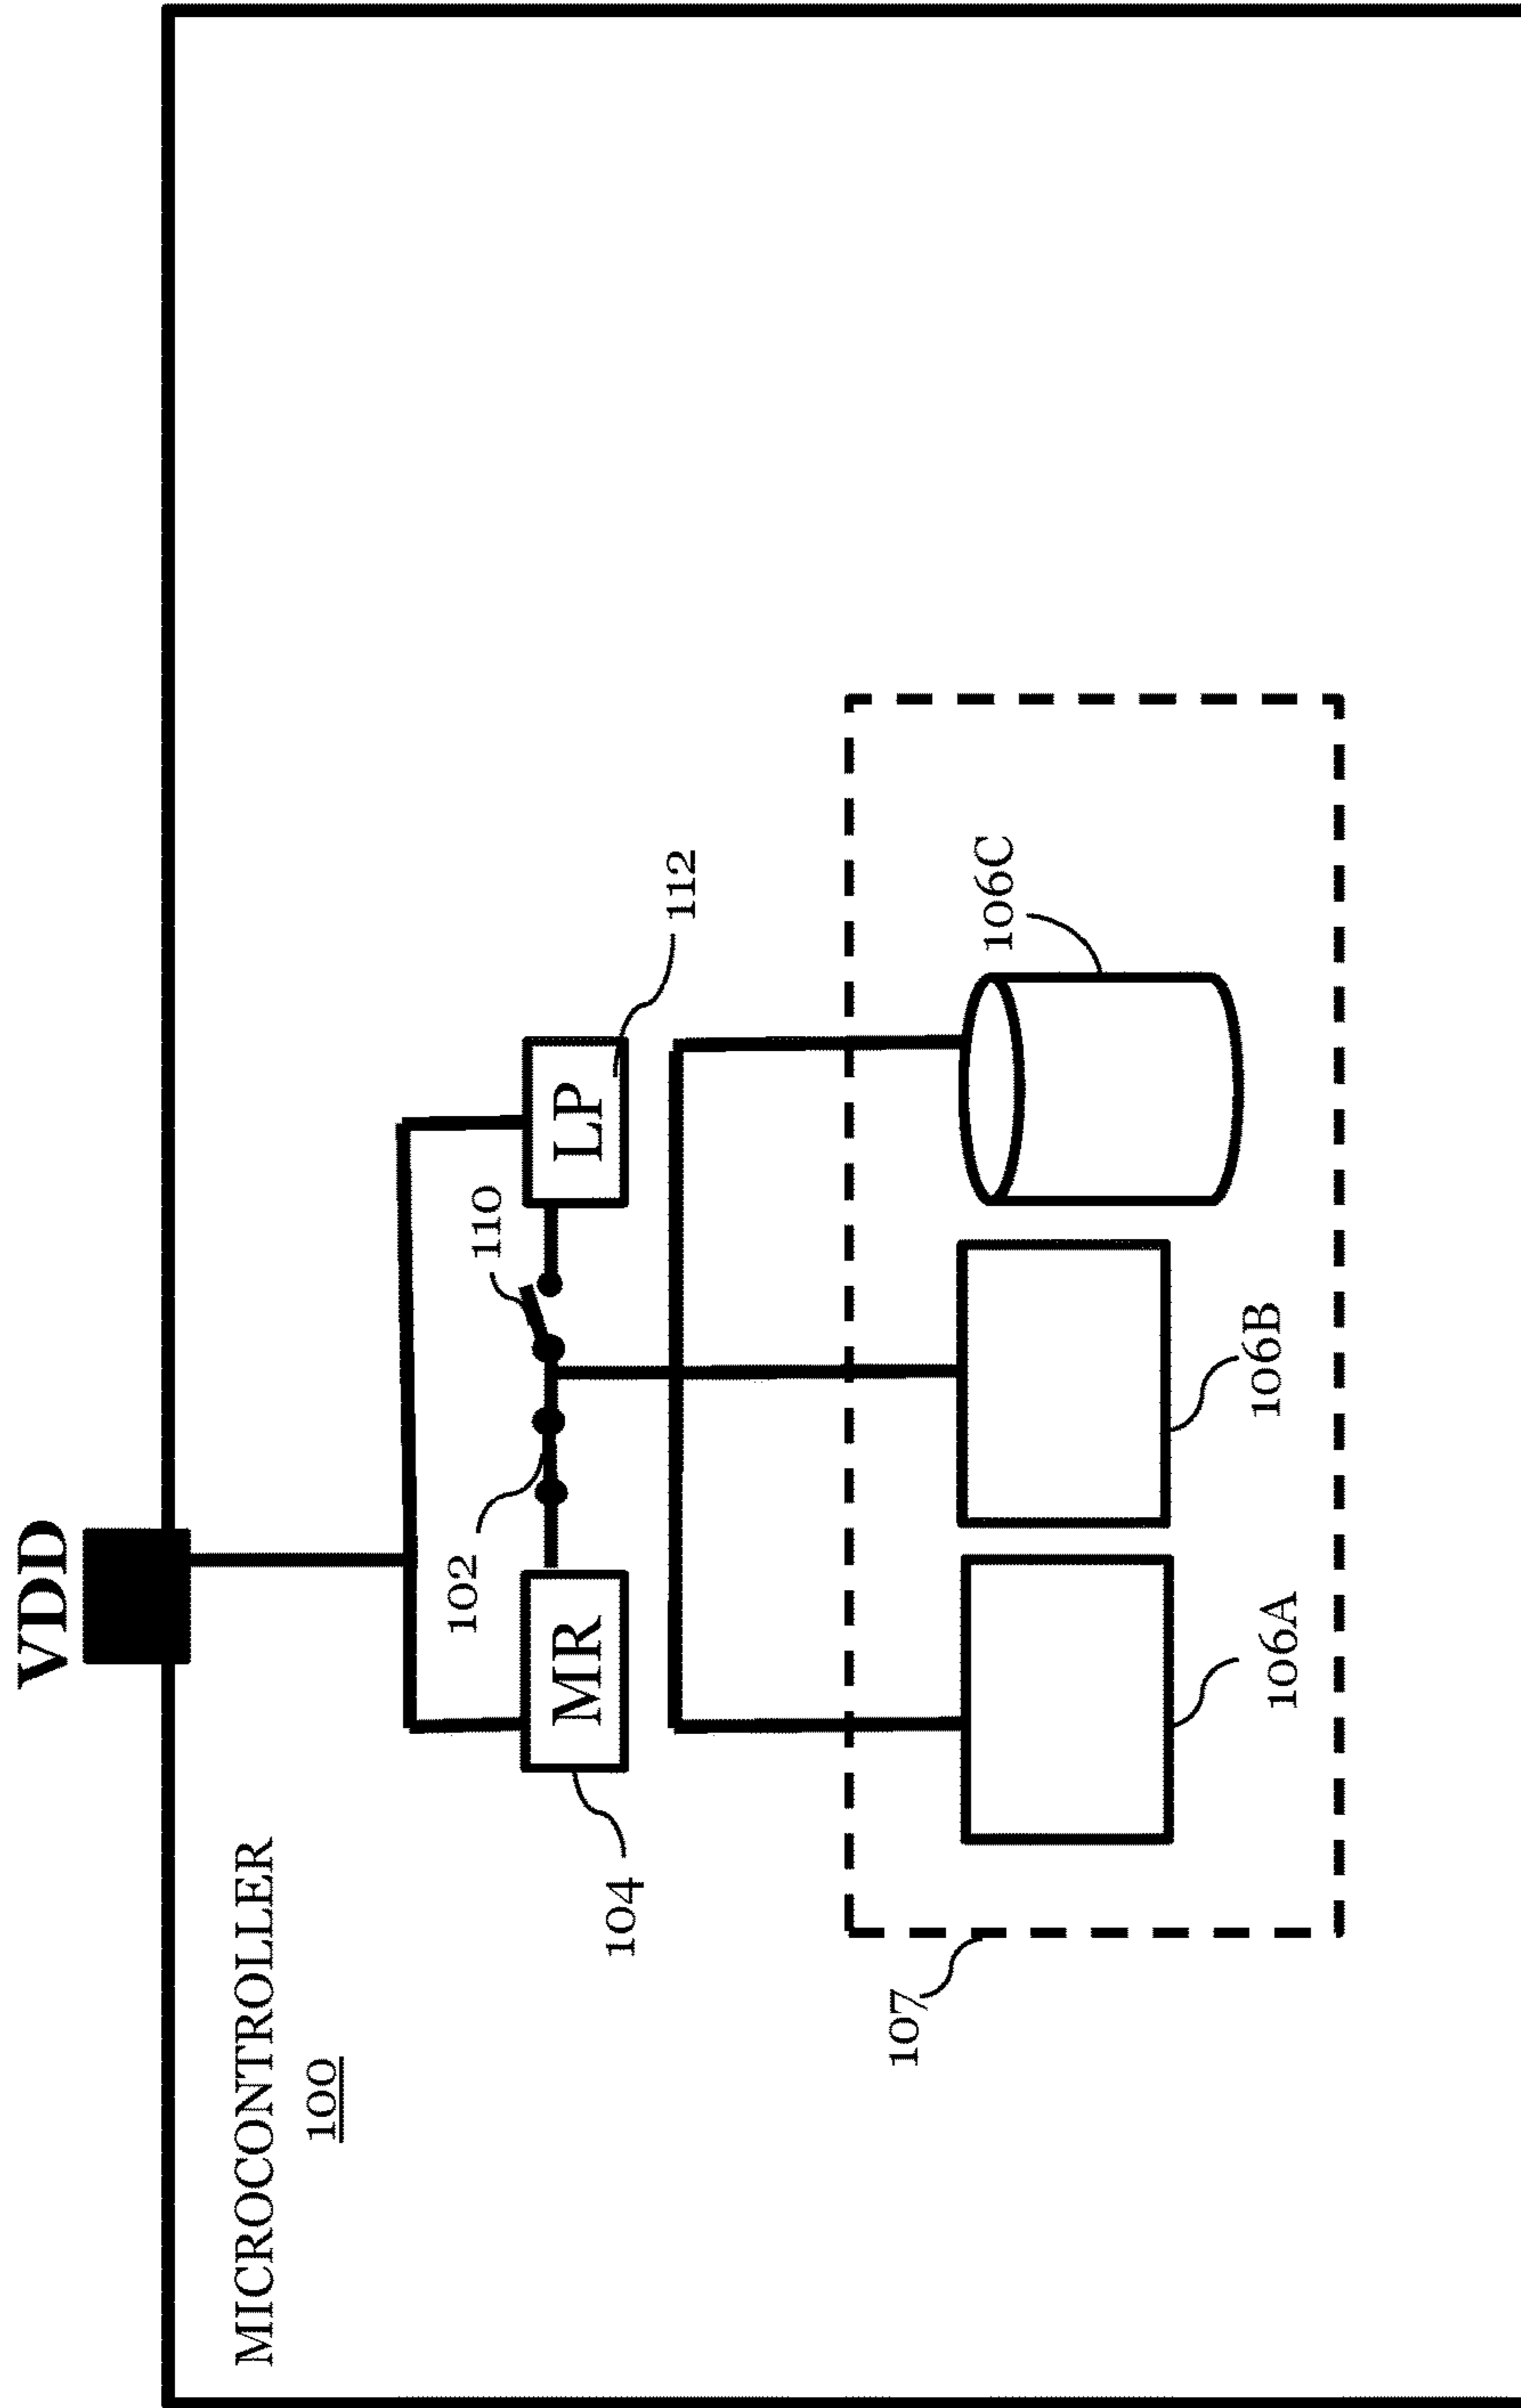 VDD
MICROCONTROLLER
100
102
110
104
MR
LP
112
107
106A
106B
106C